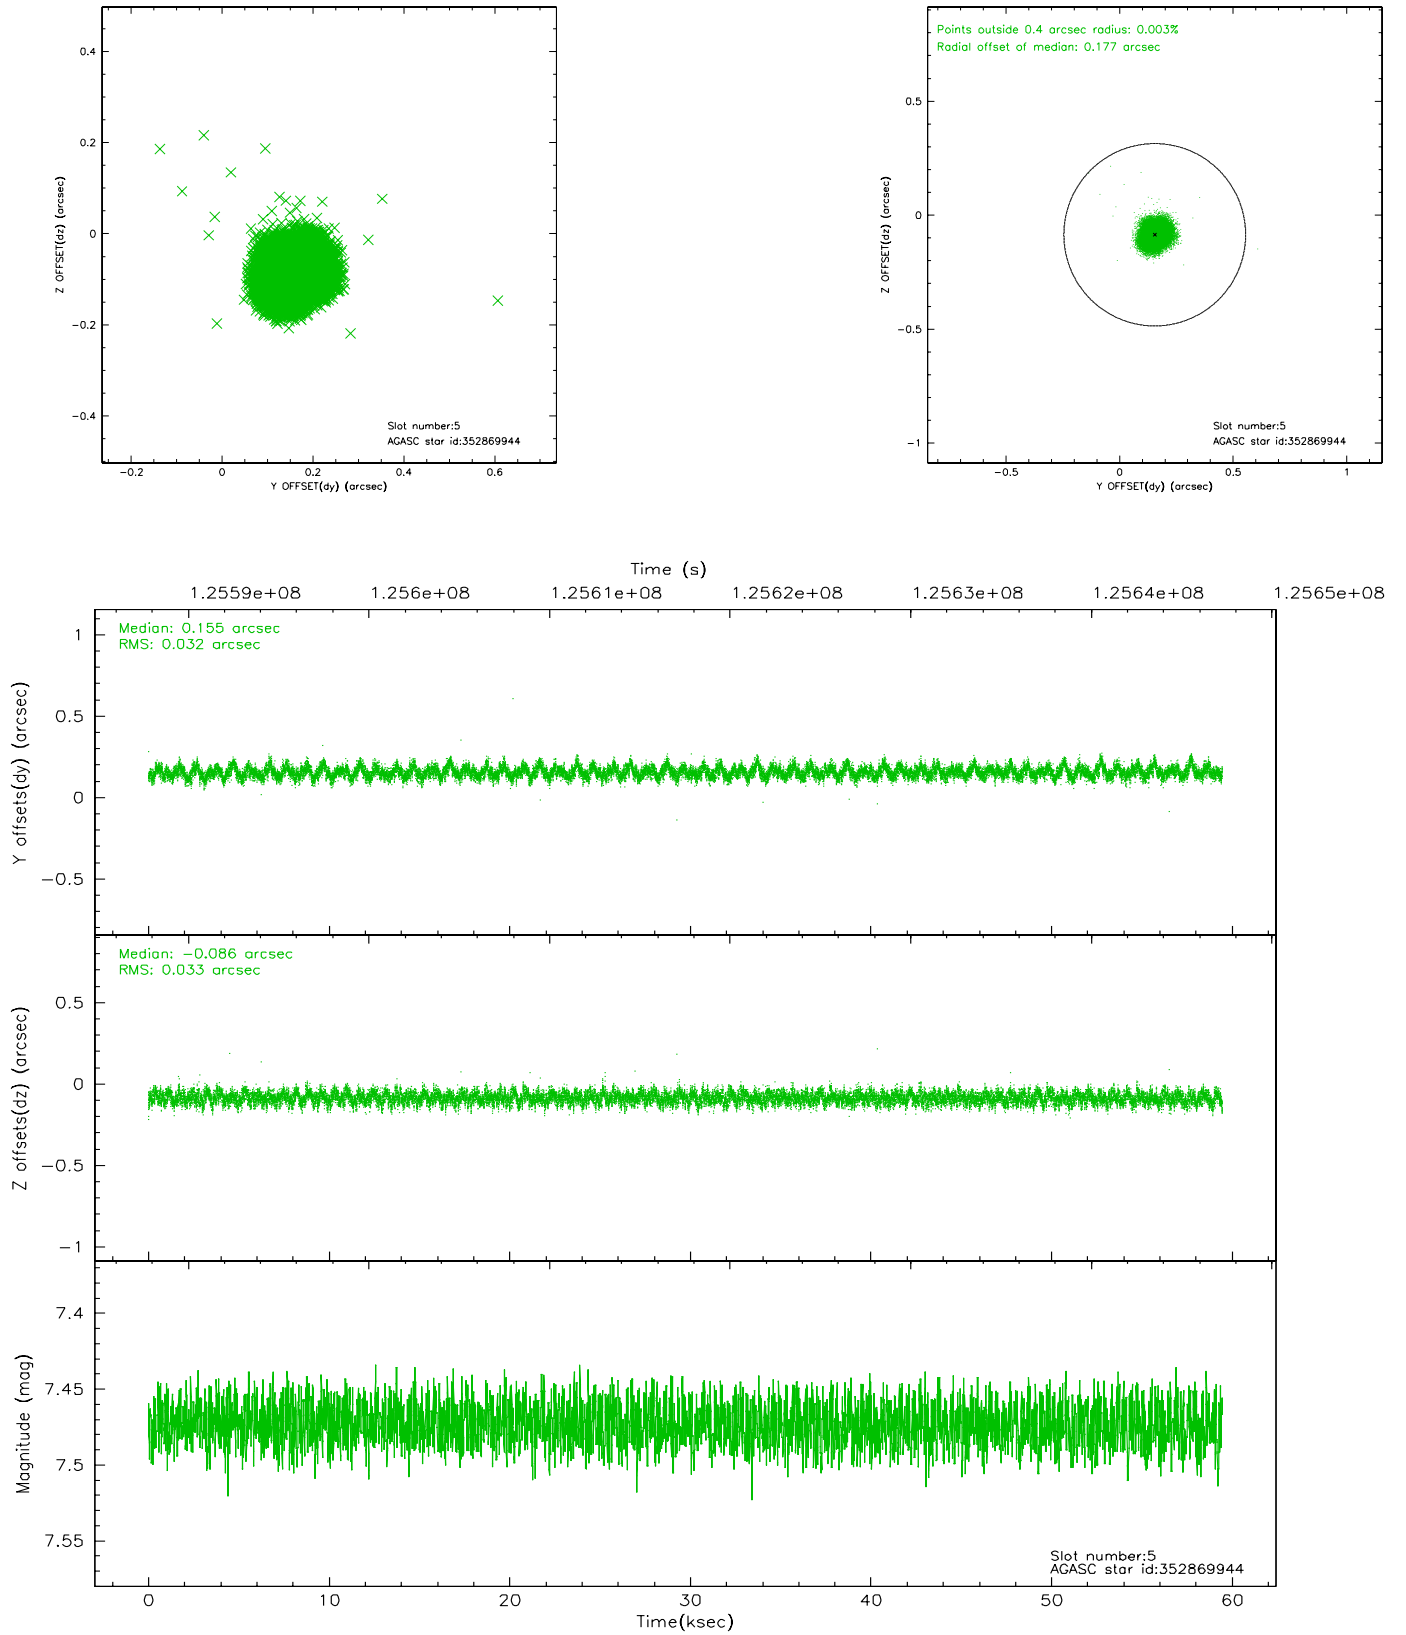 0.4
0.2
0
−0.2
−0.4
Z OFFSET(dz) (arcsec)
Slot number:5
AGASC star id:352869944
−0.2 0 0.2 0.4 0.6
Y OFFSET(dy) (arcsec)
Points outside 0.4 arcsec radius: 0.003%
Radial offset of median: 0.177 arcsec
0.5
0
−0.5
−1
Z OFFSET(dz) (arcsec)
Slot number:5
AGASC star id:352869944
−0.5 0 0.5 1
Y OFFSET(dy) (arcsec)
Time (s)
1.2559e+08 1.256e+08 1.2561e+08 1.2562e+08 1.2563e+08 1.2564e+08 1.2565e+08
Median: 0.155 arcsec
RMS: 0.032 arcsec
1
0.5
0
−0.5
Y offsets(dy) (arcsec)
Median: −0.086 arcsec
RMS: 0.033 arcsec
0.5
0
−0.5
−1
Z offsets(dz) (arcsec)
7.4
7.45
7.5
7.55
Magnitude (mag)
Slot number:5
AGASC star id:352869944
0 10 20 30 40 50 60
Time(ksec)